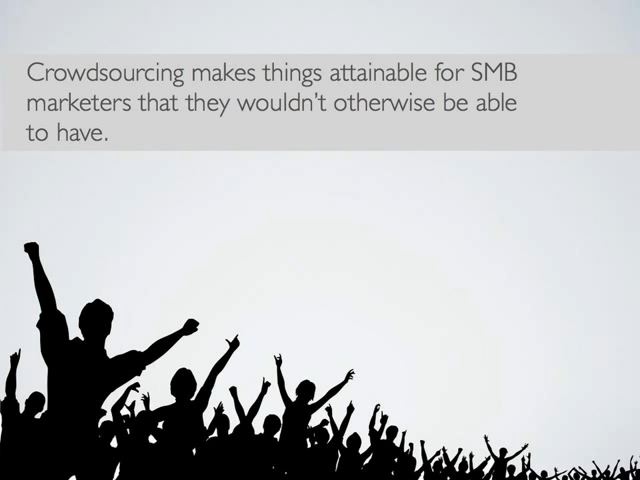 Crowdsourcing makes things attainable for SMB
marketers that they wouldn’t otherwise be able
to have.